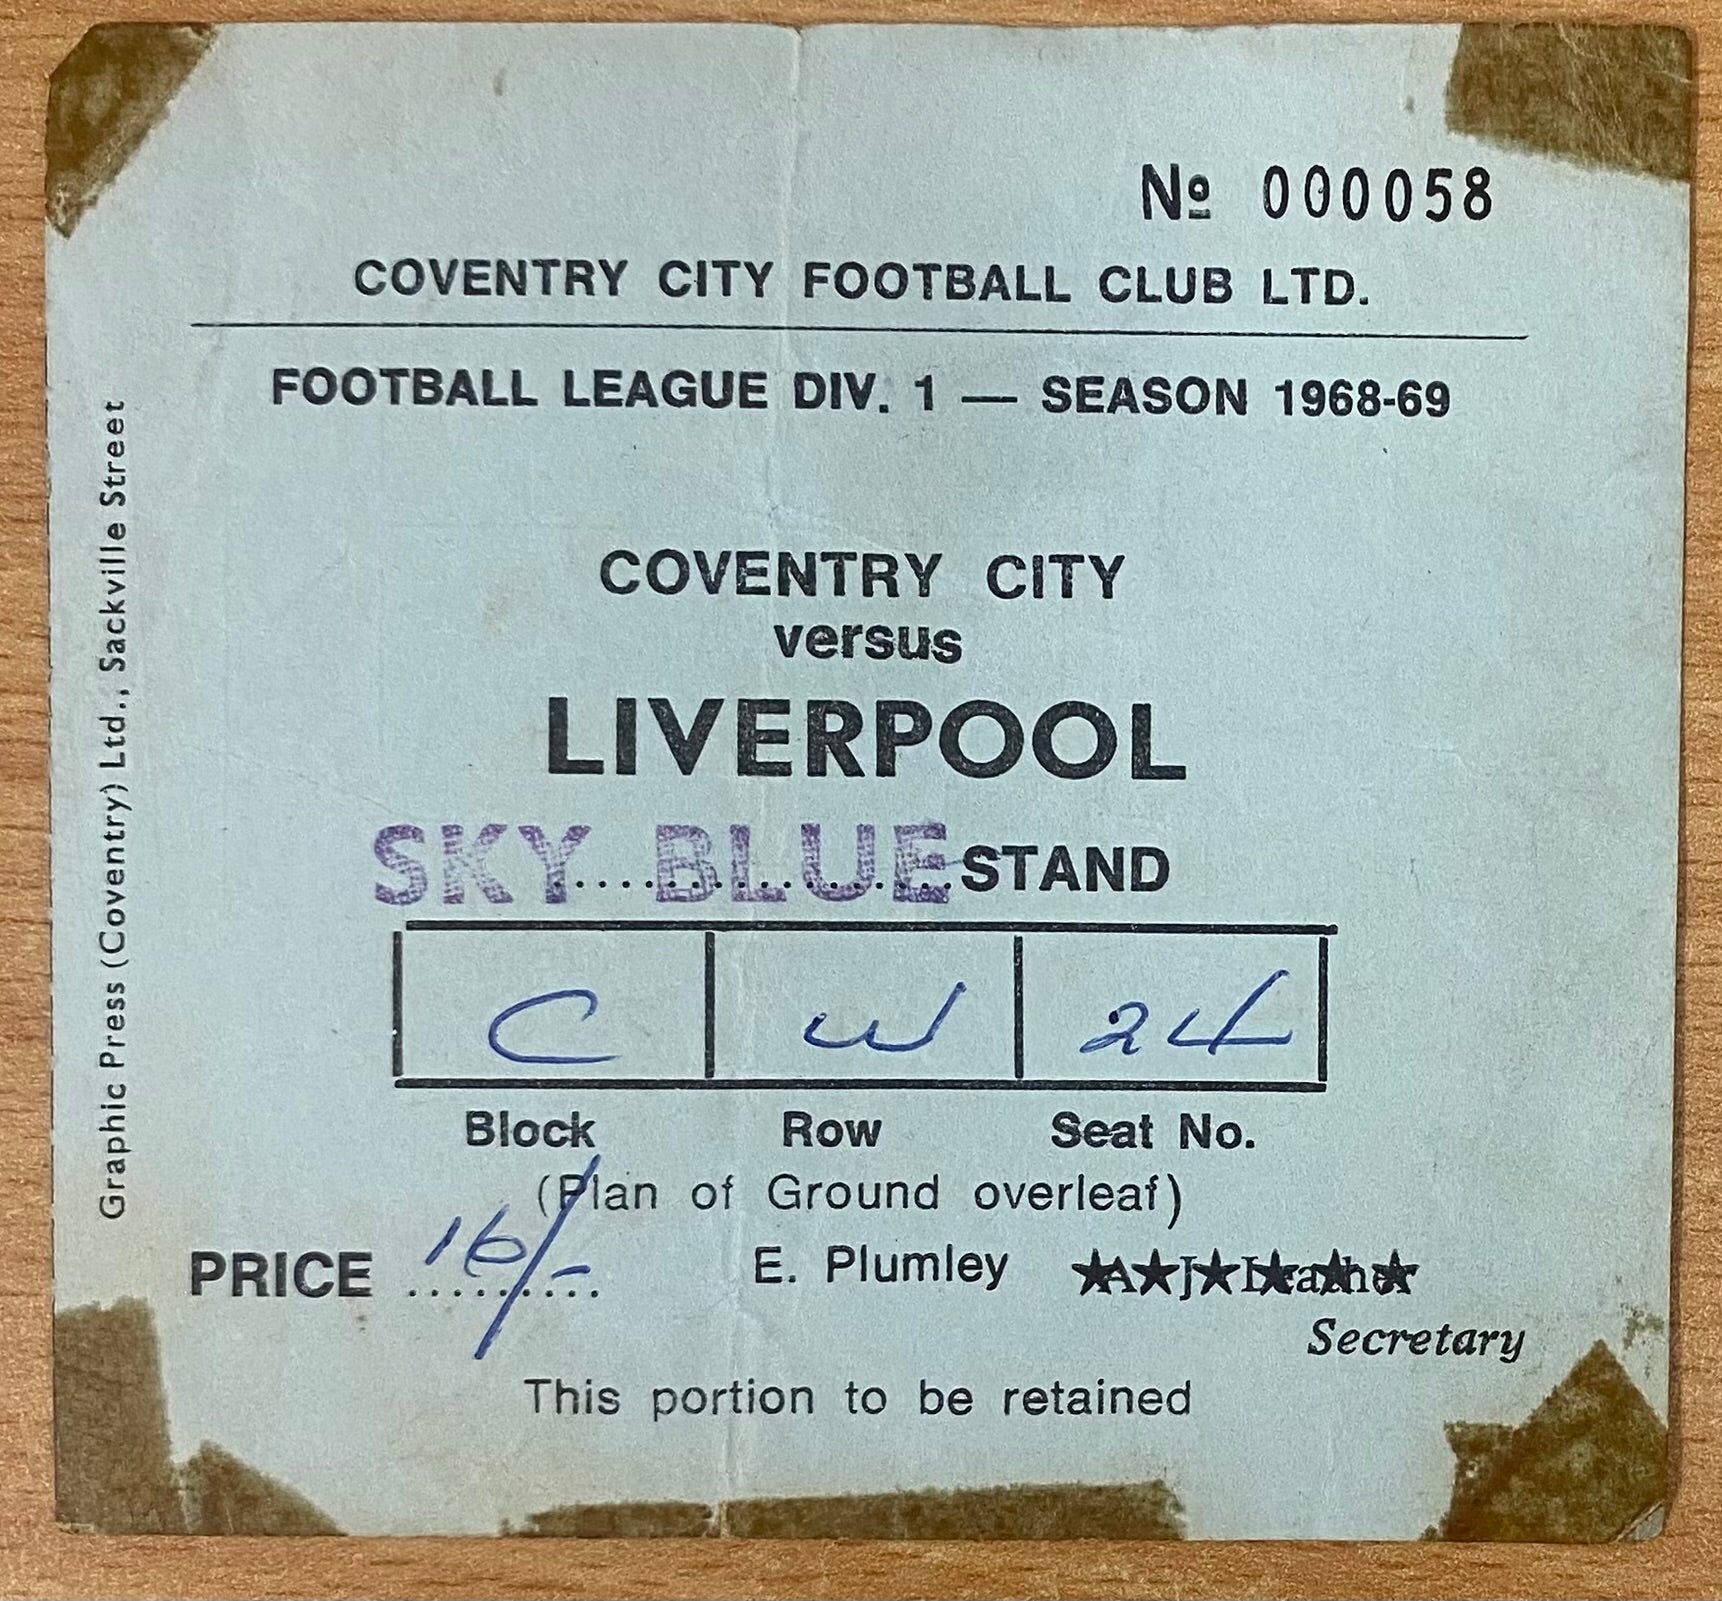 Nº 000058
COVENTRY CITY FOOTBALL CLUB LTD.
FOOTBALL LEAGUE DIV. 1 — SEASON 1968-69
COVENTRY CITY
versus
LIVERPOOL
SKY BLUE STAND
C W 24
Block Row Seat No.
(Plan of Ground overleaf)
PRICE 16/- E. Plumley
Secretary
This portion to be retained
Graphic Press (Coventry) Ltd., Sackville Street